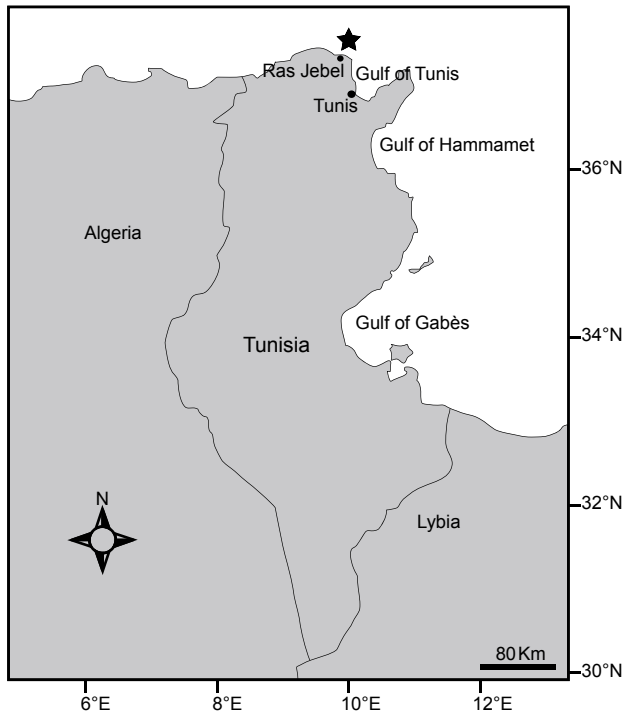 Ras Jebel
Gulf of Tunis
Tunis
Gulf of Hammamet
36°N
Algeria
Gulf of Gabès
34°N
Tunisia
N
32°N
Lybia
80 Km
30°N
6°E
8°E
10°E
12°E